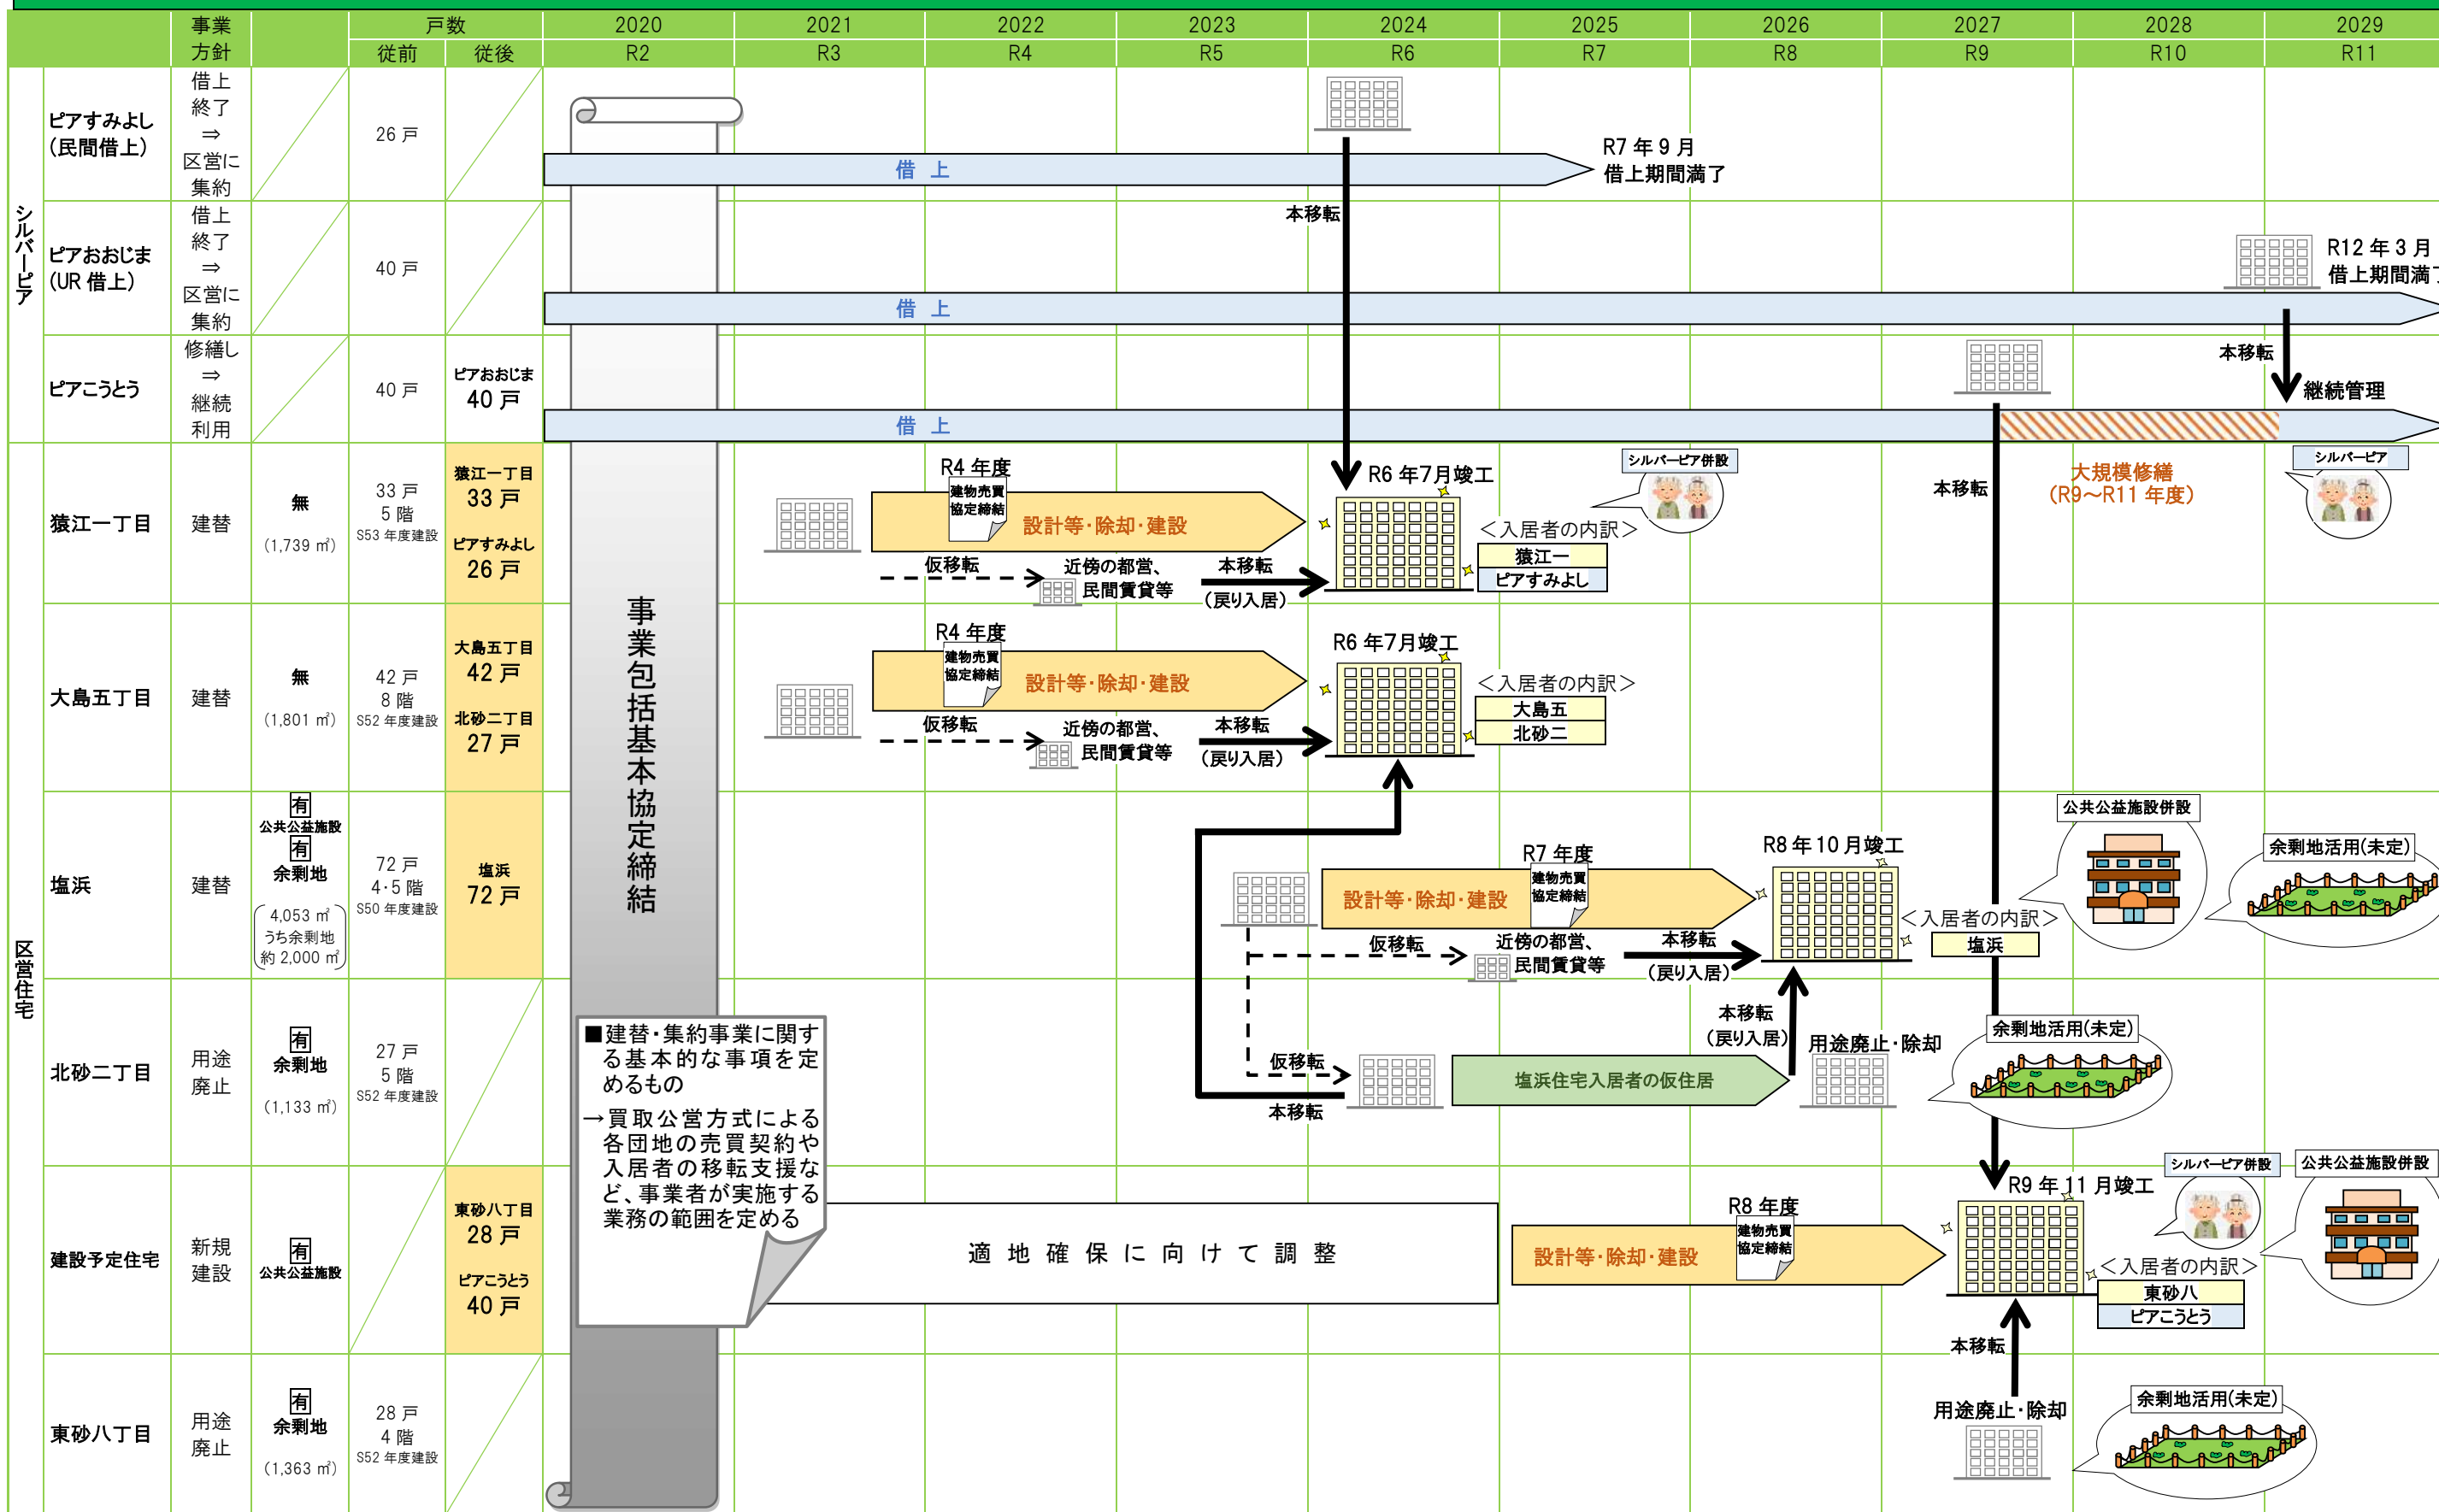 事業
方針
戸数
従前
従後
2020
2021
2022
2023
2024
2025
2026
2027
2028
2029
R2
R3
R4
R5
R6
R7
R8
R9
R10
R11
シルバーピア
ピアすみよし
(民間借上)
借上
終了
⇒
区営に
集約
26 戸
借 上
R7 年 9 月
借上期間満了
本移転
ピアおおじま
(UR 借上)
借上
終了
⇒
区営に
集約
40 戸
借 上
R12 年 3 月
借上期間満
本移転
ピアこうとう
修繕し
⇒
継続
利用
40 戸
ピアおおじま
40 戸
借 上
継続管理
大規模修繕
(R9～R11 年度)
シルバーピア
本移転
区営住宅
猿江一丁目
建替
無
(1,739 ㎡)
33 戸
5 階
S53 年度建設
猿江一丁目
33 戸
ピアすみよし
26 戸
R4 年度
建物売買
協定締結
設計等・除却・建設
仮移転
近傍の都営、
民間賃貸等
本移転
(戻り入居)
R6 年7月竣工
シルバーピア併設
＜入居者の内訳＞
猿江一
ピアすみよし
大島五丁目
建替
無
(1,801 ㎡)
42 戸
8 階
S52 年度建設
大島五丁目
42 戸
北砂二丁目
27 戸
R4 年度
建物売買
協定締結
設計等・除却・建設
仮移転
近傍の都営、
民間賃貸等
本移転
(戻り入居)
R6 年7月竣工
＜入居者の内訳＞
大島五
北砂二
塩浜
建替
有
公共公益施設
有
余剰地
4,053 ㎡
うち余剰地
約 2,000 ㎡
72 戸
4・5 階
S50 年度建設
塩浜
72 戸
R7 年度
建物売買
協定締結
設計等・除却・建設
仮移転
近傍の都営、
民間賃貸等
本移転
(戻り入居)
R8 年 10 月竣工
＜入居者の内訳＞
塩浜
公共公益施設併設
余剰地活用(未定)
北砂二丁目
用途
廃止
有
余剰地
(1,133 ㎡)
27 戸
5 階
S52 年度建設
仮移転
本移転
塩浜住宅入居者の仮住居
本移転
(戻り入居)
用途廃止・除却
余剰地活用(未定)
事業包括基本協定締結
■建替・集約事業に関す
る基本的な事項を定
めるもの
→買取公営方式による
各団地の売買契約や
入居者の移転支援な
ど、事業者が実施する
業務の範囲を定める
建設予定住宅
新規
建設
有
公共公益施設
東砂八丁目
28 戸
ピアこうとう
40 戸
適地確保に向けて調整
R8 年度
建物売買
協定締結
設計等・除却・建設
R9 年 11 月竣工
シルバーピア併設
公共公益施設併設
＜入居者の内訳＞
東砂八
ピアこうとう
本移転
東砂八丁目
用途
廃止
有
余剰地
(1,363 ㎡)
28 戸
4 階
S52 年度建設
用途廃止・除却
余剰地活用(未定)